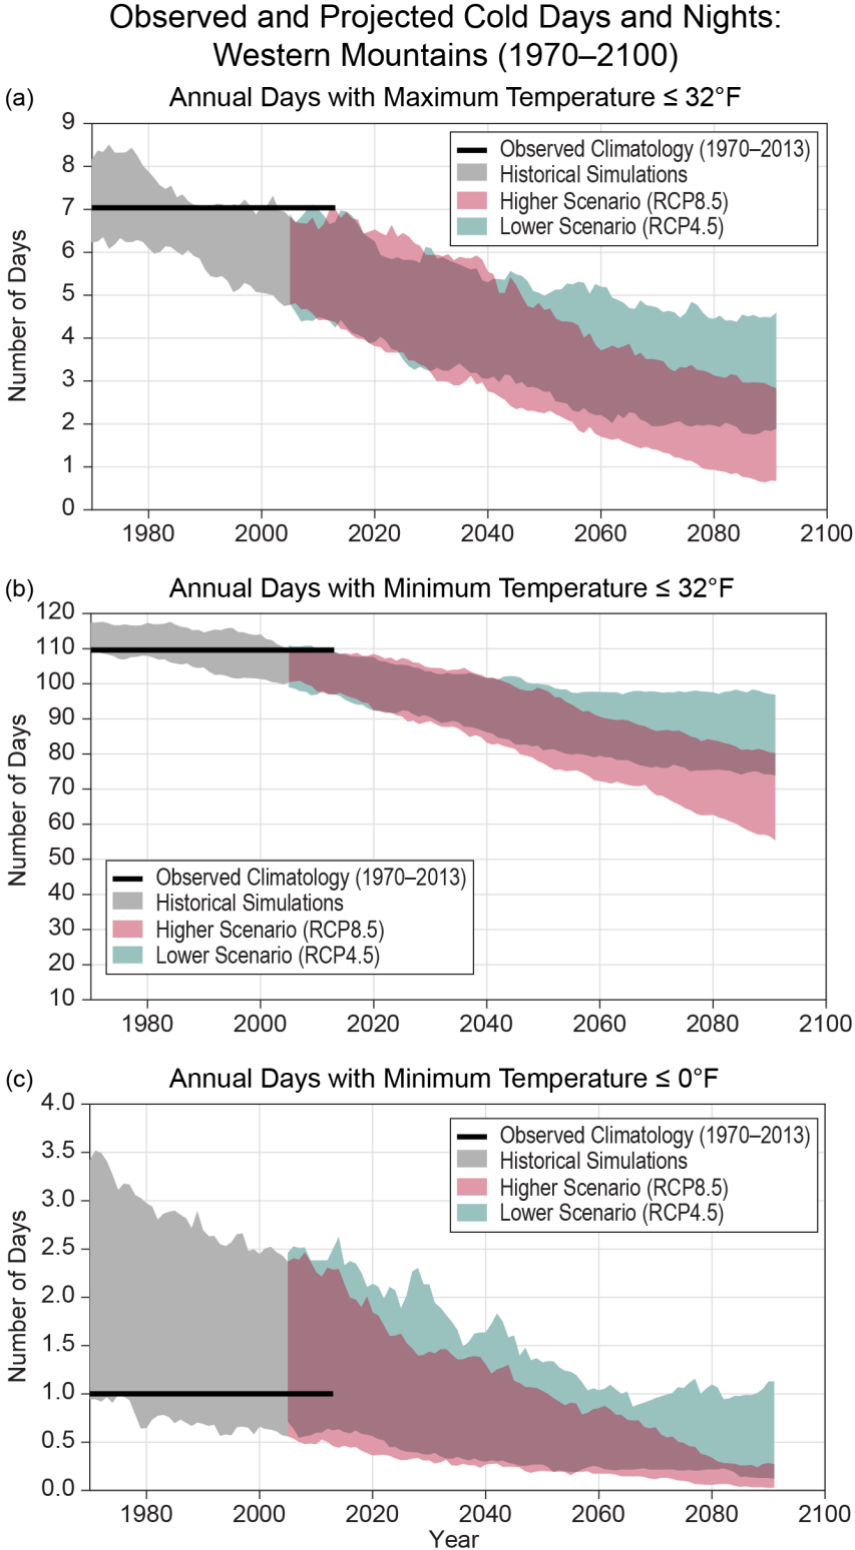 Observed and Projected Cold Days and Nights:
Western Mountains (1970–2100)
(a) Annual Days with Maximum Temperature ≤ 32°F
Number of Days
9
8
7
6
5
4
3
2
1
0
Observed Climatology (1970–2013)
Historical Simulations
Higher Scenario (RCP8.5)
Lower Scenario (RCP4.5)
1980 2000 2020 2040 2060 2080 2100
(b) Annual Days with Minimum Temperature ≤ 32°F
Number of Days
120
110
100
90
80
70
60
50
40
30
20
10
Observed Climatology (1970–2013)
Historical Simulations
Higher Scenario (RCP8.5)
Lower Scenario (RCP4.5)
1980 2000 2020 2040 2060 2080 2100
(c) Annual Days with Minimum Temperature ≤ 0°F
Number of Days
4.0
3.5
3.0
2.5
2.0
1.5
1.0
0.5
0.0
Observed Climatology (1970–2013)
Historical Simulations
Higher Scenario (RCP8.5)
Lower Scenario (RCP4.5)
1980 2000 2020 2040 2060 2080 2100
Year